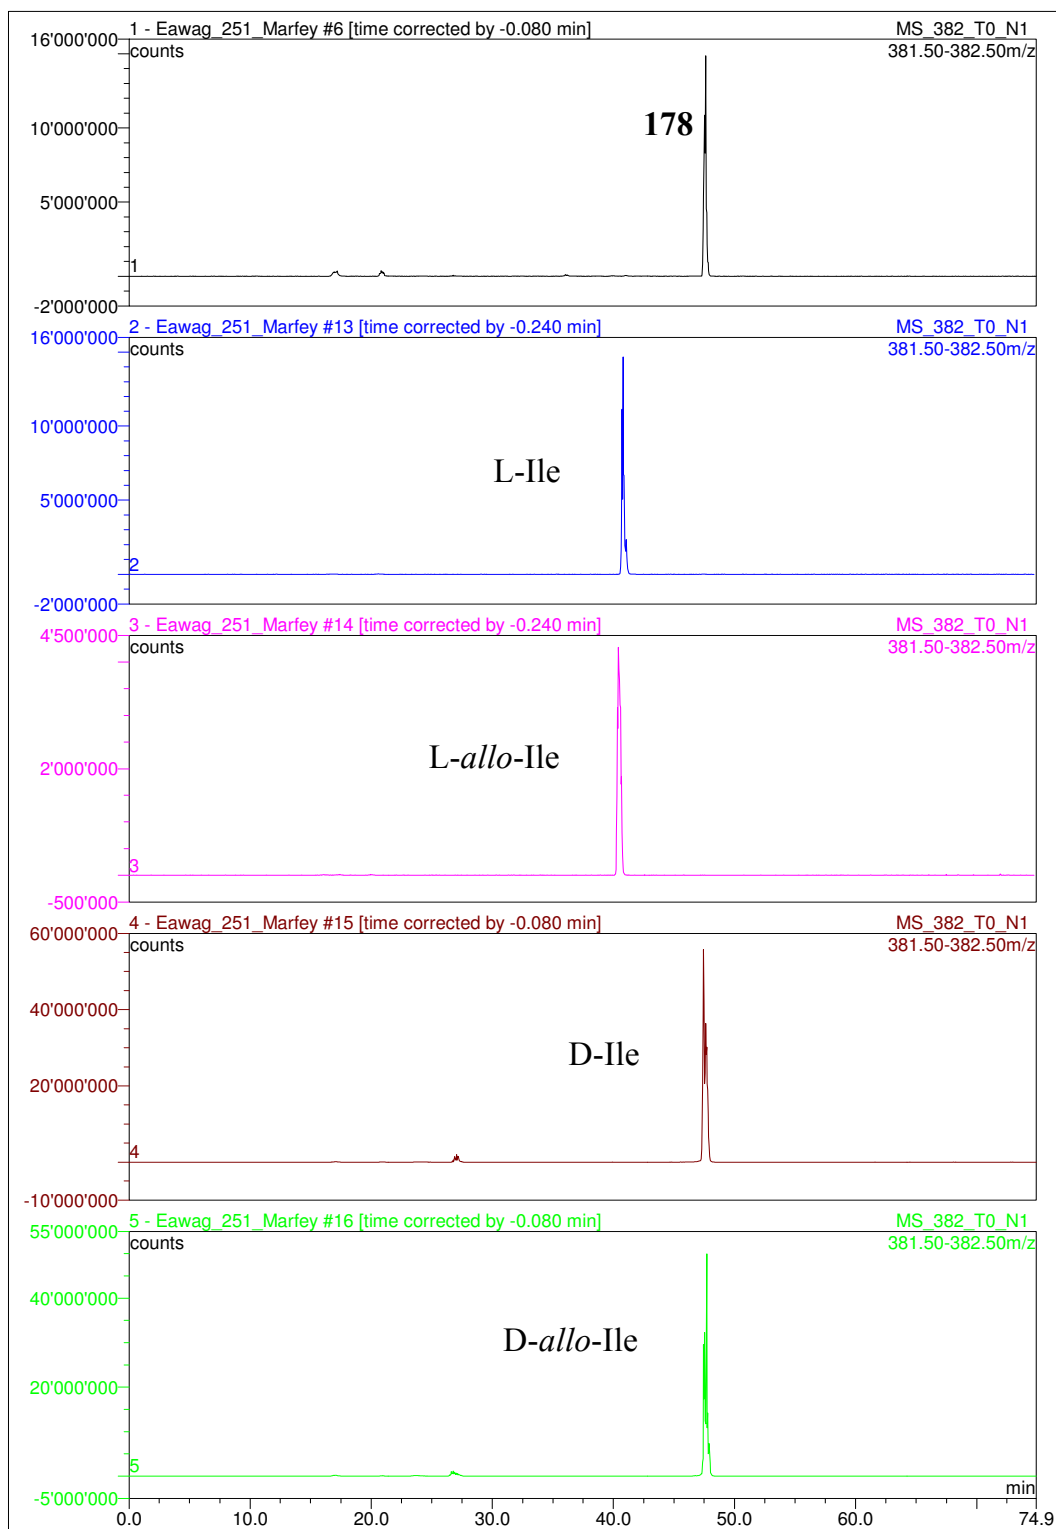 1 - Eawag_251_Marfey #6 [time corrected by -0.080 min] MS_382_T0_N1
16'000'000 counts 381.50-382.50m/z
178
10'000'000
5'000'000
1
-2'000'000
2 - Eawag_251_Marfey #13 [time corrected by -0.240 min] MS_382_T0_N1
16'000'000 counts 381.50-382.50m/z
10'000'000
L-Ile
5'000'000
2
-2'000'000
3 - Eawag_251_Marfey #14 [time corrected by -0.240 min] MS_382_T0_N1
4'500'000 counts 381.50-382.50m/z
L-allo-Ile
2'000'000
3
-500'000
4 - Eawag_251_Marfey #15 [time corrected by -0.080 min] MS_382_T0_N1
60'000'000 counts 381.50-382.50m/z
40'000'000
D-Ile
20'000'000
4
-10'000'000
5 - Eawag_251_Marfey #16 [time corrected by -0.080 min] MS_382_T0_N1
55'000'000 counts 381.50-382.50m/z
40'000'000
D-allo-Ile
20'000'000
5
min
-5'000'000
0.0 10.0 20.0 30.0 40.0 50.0 60.0 74.9